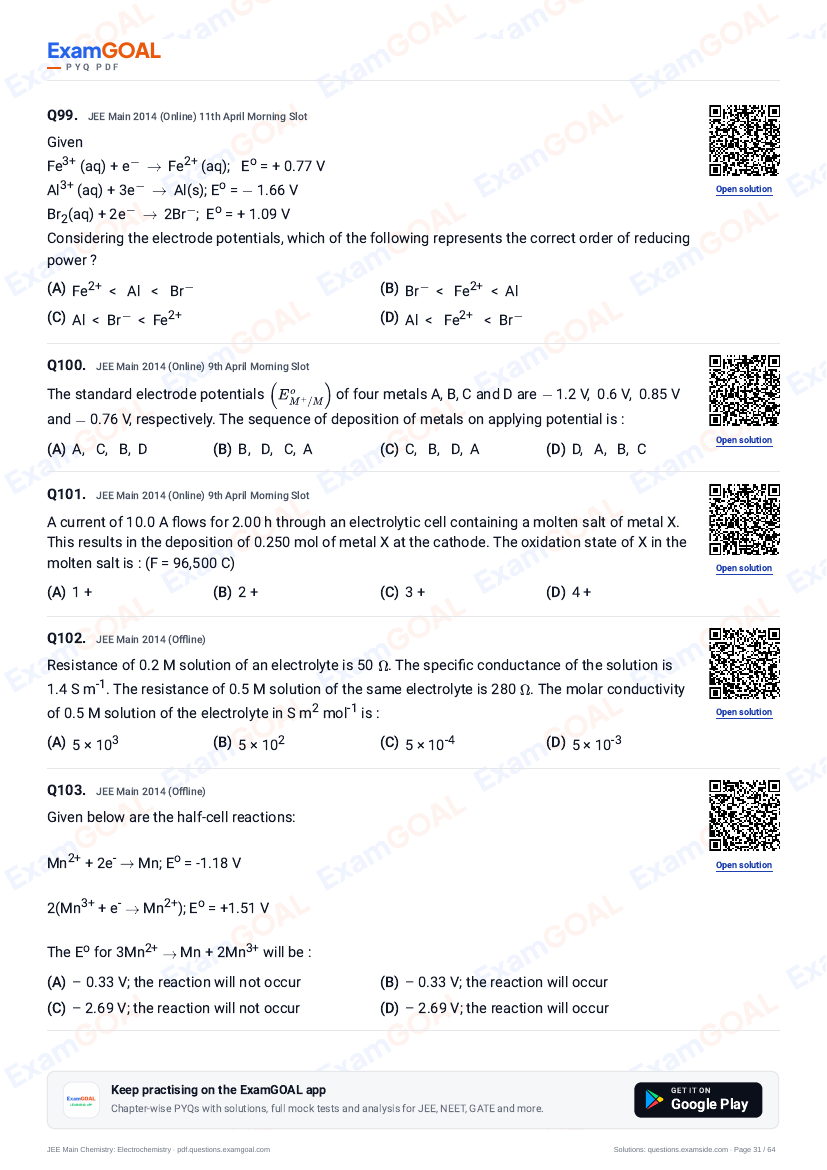 ExamGOAL
PYQ PDF
Q99. JEE Main 2014 (Online) 11th April Morning Slot
Given
Fe³⁺ (aq) + e⁻ → Fe²⁺ (aq); Eᵒ = + 0.77 V
Al³⁺ (aq) + 3e⁻ → Al(s); Eᵒ = − 1.66 V
Br₂(aq) + 2e⁻ → 2Br⁻; Eᵒ = + 1.09 V
Considering the electrode potentials, which of the following represents the correct order of reducing
power ?
(A) Fe²⁺ < Al < Br⁻ (B) Br⁻ < Fe²⁺ < Al
(C) Al < Br⁻ < Fe²⁺ (D) Al < Fe²⁺ < Br⁻
Open solution
Q100. JEE Main 2014 (Online) 9th April Morning Slot
The standard electrode potentials (E°_{M⁺/M}) of four metals A, B, C and D are − 1.2 V, 0.6 V, 0.85 V
and − 0.76 V, respectively. The sequence of deposition of metals on applying potential is :
(A) A, C, B, D (B) B, D, C, A (C) C, B, D, A (D) D, A, B, C
Open solution
Q101. JEE Main 2014 (Online) 9th April Morning Slot
A current of 10.0 A flows for 2.00 h through an electrolytic cell containing a molten salt of metal X.
This results in the deposition of 0.250 mol of metal X at the cathode. The oxidation state of X in the
molten salt is : (F = 96,500 C)
(A) 1 + (B) 2 + (C) 3 + (D) 4 +
Open solution
Q102. JEE Main 2014 (Offline)
Resistance of 0.2 M solution of an electrolyte is 50 Ω. The specific conductance of the solution is
1.4 S m⁻¹. The resistance of 0.5 M solution of the same electrolyte is 280 Ω. The molar conductivity
of 0.5 M solution of the electrolyte in S m² mol⁻¹ is :
(A) 5 × 10³ (B) 5 × 10² (C) 5 × 10⁻⁴ (D) 5 × 10⁻³
Open solution
Q103. JEE Main 2014 (Offline)
Given below are the half-cell reactions:
Mn²⁺ + 2e⁻ → Mn; Eᵒ = -1.18 V
2(Mn³⁺ + e⁻ → Mn²⁺); Eᵒ = +1.51 V
The Eᵒ for 3Mn²⁺ → Mn + 2Mn³⁺ will be :
(A) – 0.33 V; the reaction will not occur (B) – 0.33 V; the reaction will occur
(C) – 2.69 V; the reaction will not occur (D) – 2.69 V; the reaction will occur
Open solution
ExamGOAL
Keep practising on the ExamGOAL app
Chapter-wise PYQs with solutions, full mock tests and analysis for JEE, NEET, GATE and more.
GET IT ON
Google Play
JEE Main Chemistry: Electrochemistry · pdf.questions.examgoal.com
Solutions: questions.examside.com · Page 31 / 64